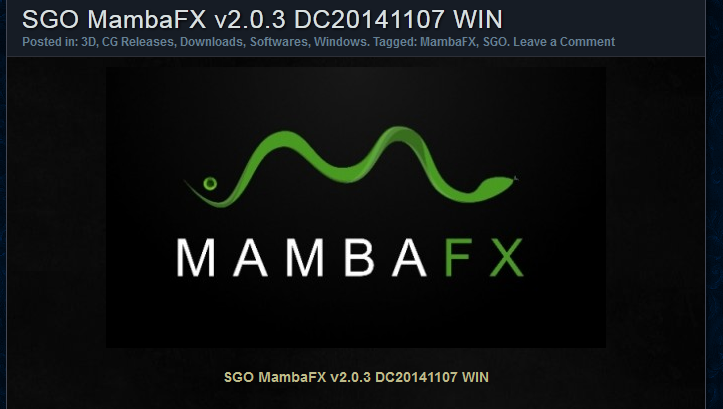 SGO MambaFX v2.0.3 DC20141107 WIN
Posted in: 3D, CG Releases, Downloads, Softwares, Windows. Tagged: MambaFX, SGO. Leave a Comment
MAMBAFX
SGO MambaFX v2.0.3 DC20141107 WIN